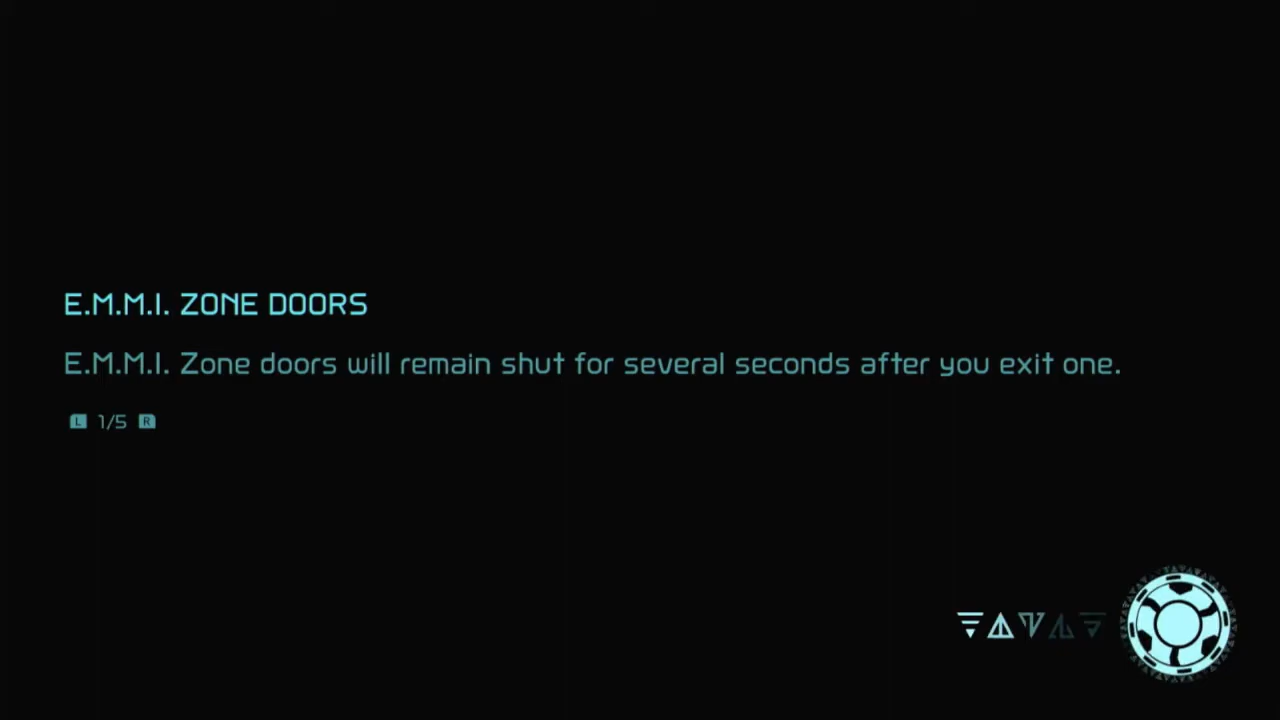 E.M.M.I. ZONE DOORS
E.M.M.I. Zone doors will remain shut for several seconds after you exit one.
L 1/5 R